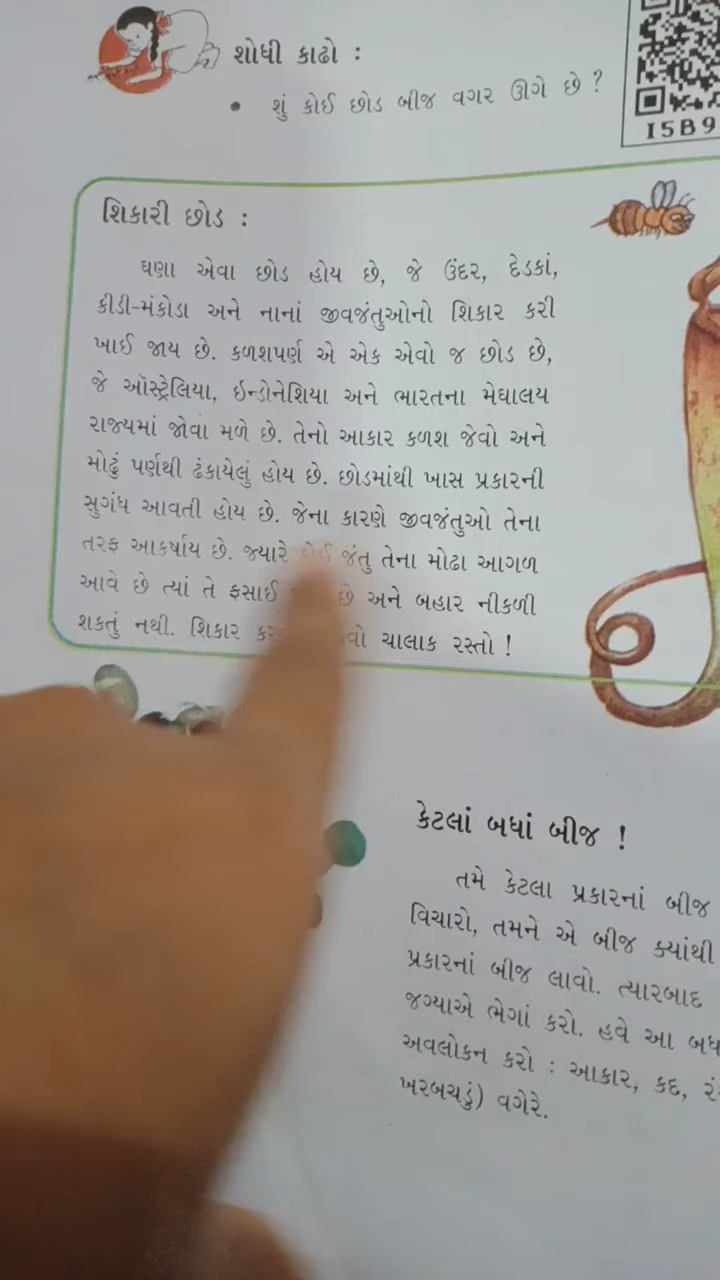 શોધી કાઢો :
• શું કોઈ છોડ બીજ વગર ઊગે છે ?
I5B9
શિકારી છોડ :
ઘણા એવા છોડ હોય છે, જે ઉંદર, દેડકાં,
કીડી-મંકોડા અને નાનાં જીવજંતુઓનો શિકાર કરી
ખાઈ જાય છે. કળશપર્ણ એ એક એવો જ છોડ છે,
જે ઑસ્ટ્રેલિયા, ઇન્ડોનેશિયા અને ભારતના મેઘાલય
રાજ્યમાં જોવા મળે છે. તેનો આકાર કળશ જેવો અને
મોઢું પર્ણથી ઢંકાયેલું હોય છે. છોડમાંથી ખાસ પ્રકારની
સુગંધ આવતી હોય છે. જેના કારણે જીવજંતુઓ તેના
તરફ આકર્ષાય છે. જ્યારે કોઈ જંતુ તેના મોઢા આગળ
આવે છે ત્યાં તે ફસાઈ છે અને બહાર નીકળી
શકતું નથી. શિકાર ચાલાક રસ્તો !
કેટલાં બધાં બીજ !
તમે કેટલા પ્રકારનાં બીજ
વિચારો, તમને એ બીજ ક્યાંથી
પ્રકારનાં બીજ લાવો. ત્યારબાદ
જગ્યાએ ભેગાં કરો. હવે આ
અવલોકન કરો : આકાર, કદ,
ખરબચડું) વગેરે.